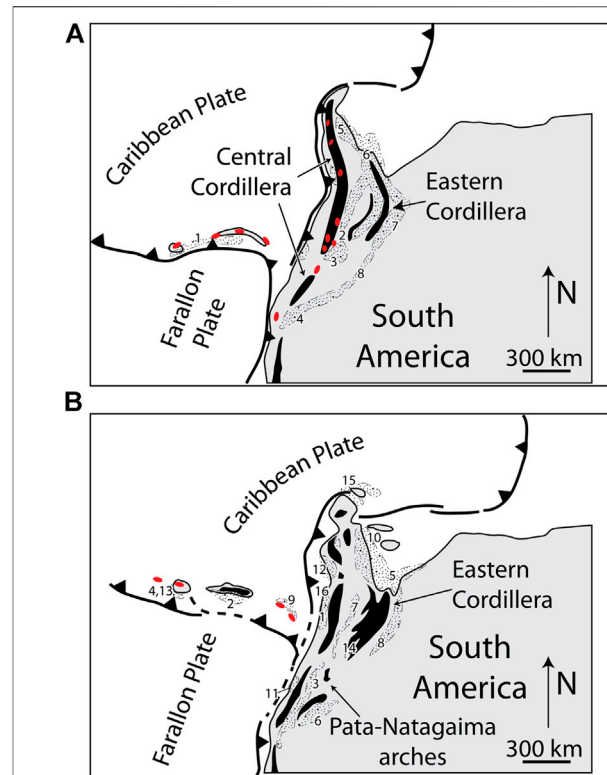 A
Caribbean Plate
Central
Cordillera
Eastern
Cordillera
Farallon
Plate
South
America
N
300 km
1
2
3
4
5
6
7
8
B
Caribbean Plate
15
10
5
Eastern
Cordillera
12
16
1
7
14
8
4,13
2
9
11
3
6
Farallon Plate
South
America
N
Pata-Natagaima
arches
300 km